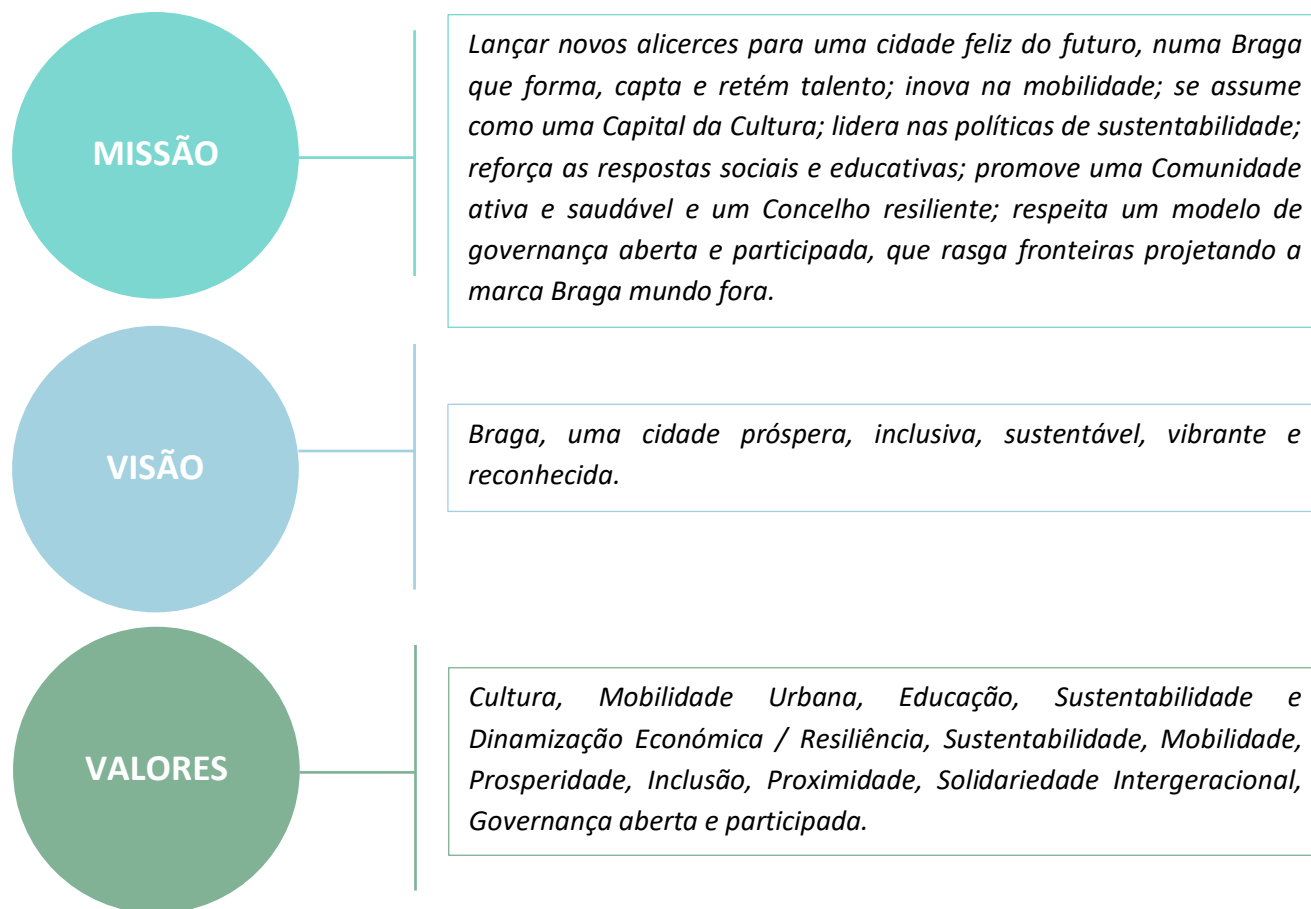 MISSÃO
Lançar novos alicerces para uma cidade feliz do futuro, numa Braga
que forma, capta e retém talento; inova na mobilidade; se assume
como uma Capital da Cultura; lidera nas políticas de sustentabilidade;
reforça as respostas sociais e educativas; promove uma Comunidade
ativa e saudável e um Concelho resiliente; respeita um modelo de
governança aberta e participada, que rasga fronteiras projetando a
marca Braga mundo fora.
VISÃO
Braga, uma cidade próspera, inclusiva, sustentável, vibrante e
reconhecida.
VALORES
Cultura, Mobilidade Urbana, Educação, Sustentabilidade e
Dinamização Económica / Resiliência, Sustentabilidade, Mobilidade,
Prosperidade, Inclusão, Proximidade, Solidariedade Intergeracional,
Governança aberta e participada.